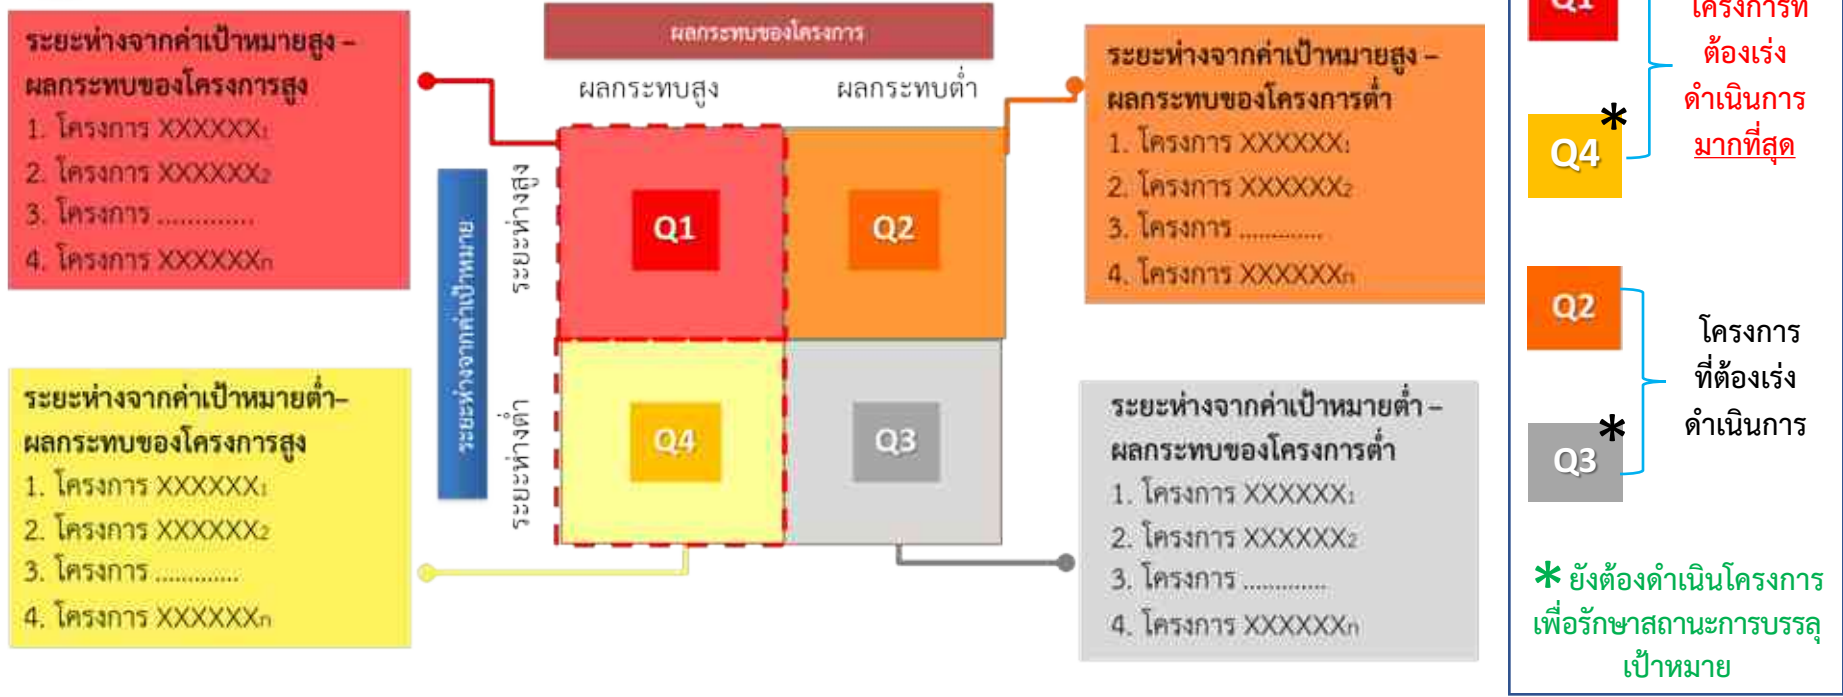 ระยะห่างจากค่าเป้าหมายสูง –
ผลกระทบของโครงการสูง
1. โครงการ XXXXXX1
2. โครงการ XXXXXX2
3. โครงการ .............
4. โครงการ XXXXXXn
ผลกระทบของโครงการ
ผลกระทบสูง
ผลกระทบต่ำ
ระยะห่างจากค่าเป้าหมาย
ระยะห่างสูง
ระยะห่างต่ำ
Q1
Q2
Q4
Q3
ระยะห่างจากค่าเป้าหมายสูง –
ผลกระทบของโครงการต่ำ
1. โครงการ XXXXXX1
2. โครงการ XXXXXX2
3. โครงการ .............
4. โครงการ XXXXXXn
ระยะห่างจากค่าเป้าหมายต่ำ–
ผลกระทบของโครงการสูง
1. โครงการ XXXXXX1
2. โครงการ XXXXXX2
3. โครงการ .............
4. โครงการ XXXXXXn
ระยะห่างจากค่าเป้าหมายต่ำ –
ผลกระทบของโครงการต่ำ
1. โครงการ XXXXXX1
2. โครงการ XXXXXX2
3. โครงการ .............
4. โครงการ XXXXXXn
Q1
Q4 *
โครงการที่
ต้องเร่ง
ดำเนินการ
มากที่สุด
Q2
Q3 *
โครงการ
ที่ต้องเร่ง
ดำเนินการ
* ยังต้องดำเนินโครงการ
เพื่อรักษาสถานะการบรรลุ
เป้าหมาย